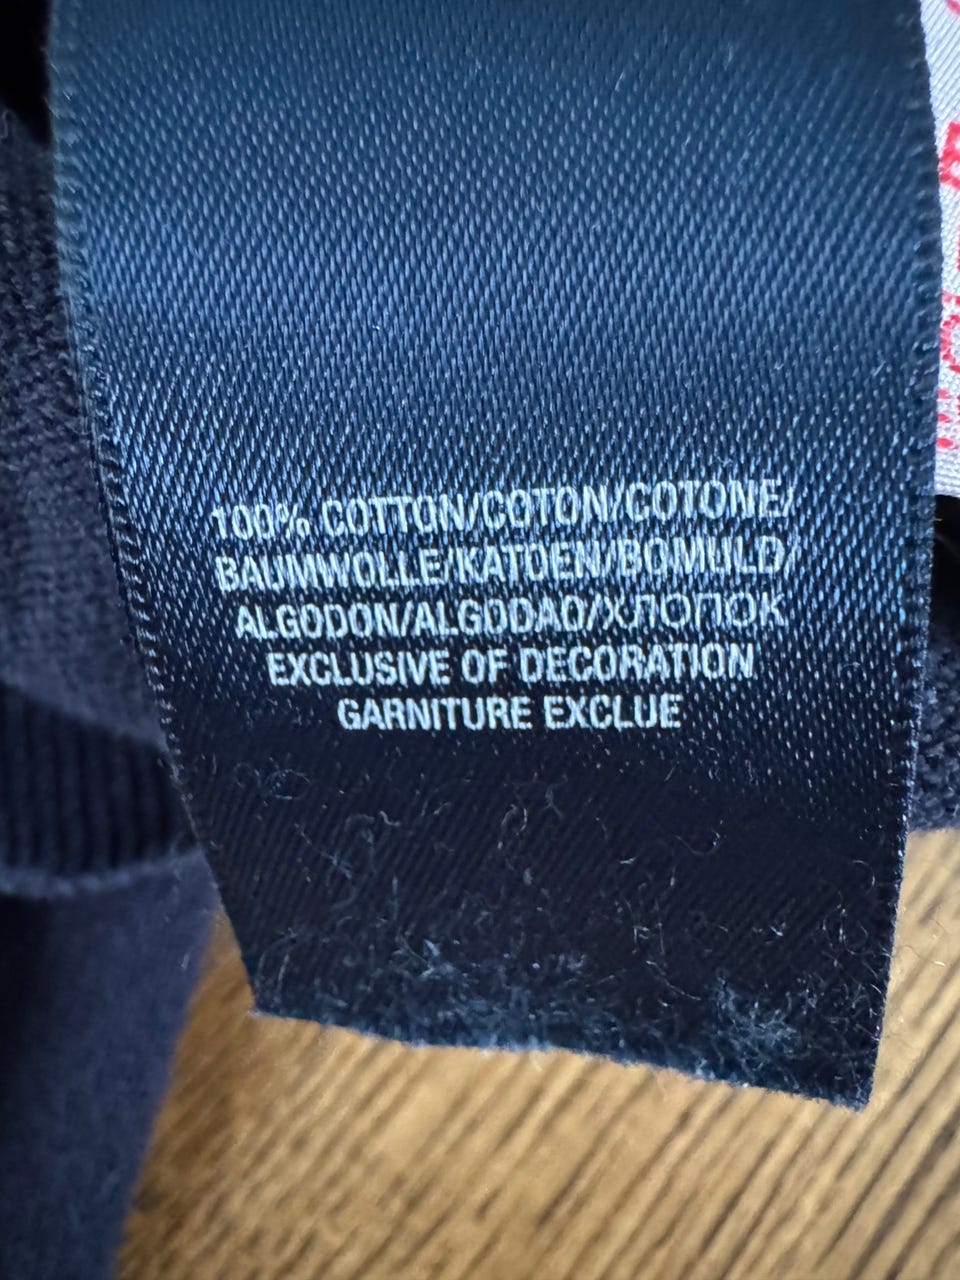 100% COTTON/COTON/COTONE/
BAUMWOLLE/KATOEN/BOMULD/
ALGODON/ALGODAO/ХЛОПОК
EXCLUSIVE OF DECORATION
GARNITURE EXCLUE